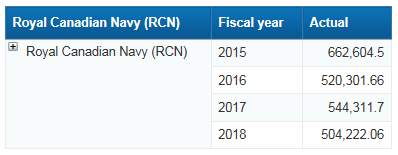 Royal Canadian Navy (RCN) Fiscal year Actual
Royal Canadian Navy (RCN) 2015 662,604.5
2016 520,301.66
2017 544,311.7
2018 504,222.06